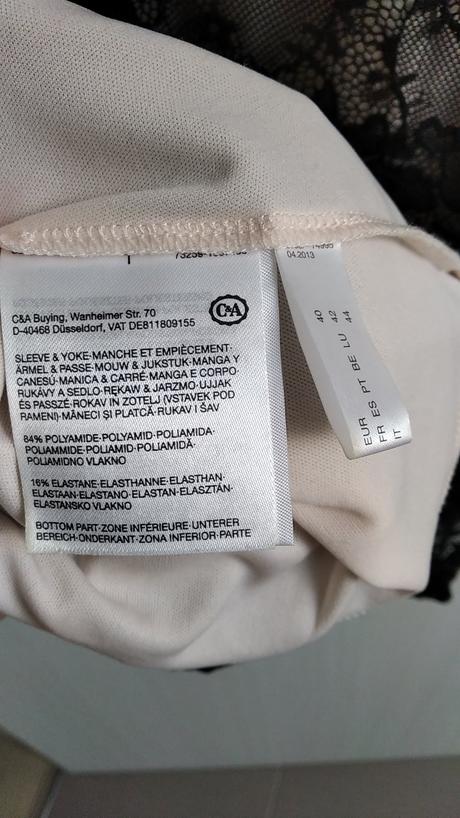 C&A Buying, Wanheimer Str. 70
D-40468 Düsseldorf, VAT DE811809155
C&A
SLEEVE & YOKE·MANCHE ET EMPIÈCEMENT·
ÄRMEL & PASSE·MOUW & JUKSTUK·MANGA Y
CANESÚ·MANICA & CARRÉ·MANGA E CORPO·
RUKÁVY A SEDLO·RĘKAW & JARZMO·UJJAK
ÉS PASSZÉ·ROKAV IN ZOTELJ (VSTAVEK POD
RAMENI)·MÂNECI ȘI PLATCĂ·RUKAV I ŠAV
84% POLYAMIDE·POLYAMID·POLIAMIDA·
POLIAMMIDE·POLIAMID·POLIAMIDĂ·
POLIAMIDNO VLAKNO
16% ELASTANE·ELASTHANNE·ELASTHAN·
ELASTAAN·ELASTANO·ELASTAN·ELASZTÁN·
ELASTANSKO VLAKNO
BOTTOM PART·ZONE INFÉRIEURE·UNTERER
BEREICH·ONDERKANT·ZONA INFERIOR·PARTE
04.2013
EUR 40
FR ES PT BE LU 42
IT 44